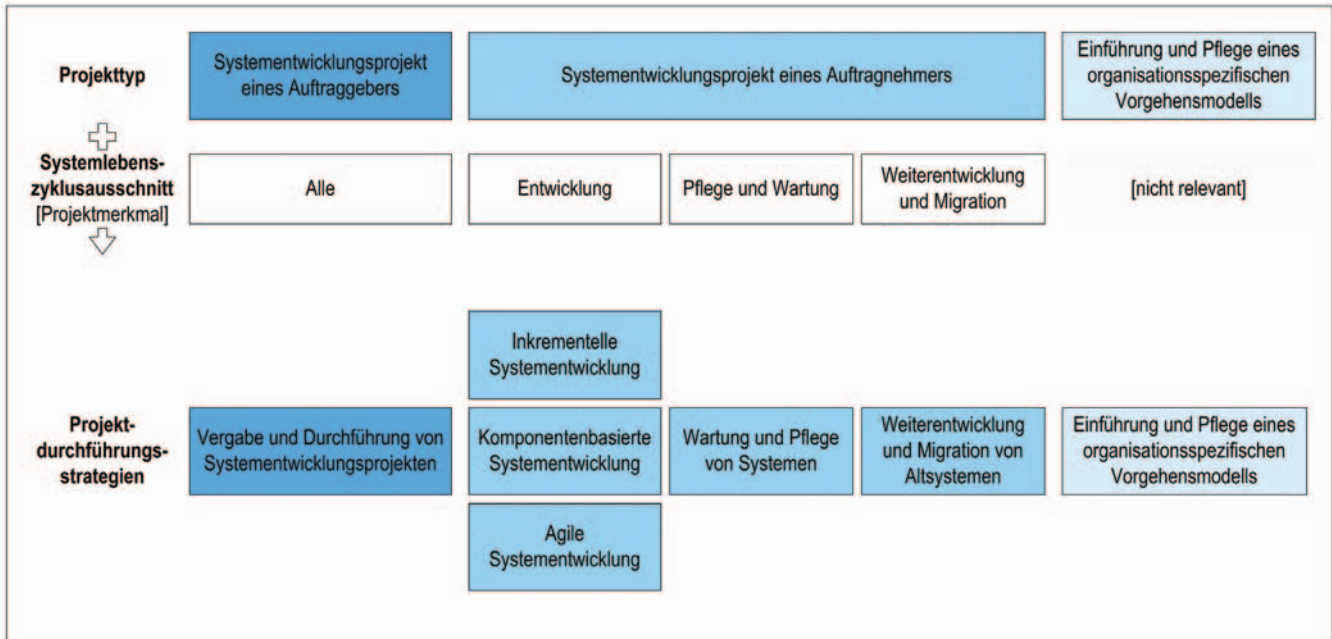 Projekttyp
Systementwicklungsprojekt
eines Auftraggebers
Systementwicklungsprojekt eines Auftragnehmers
Einführung und Pflege eines
organisationsspezifischen
Vorgehensmodells
Systemlebens-
zyklusausschnitt
[Projektmerkmal]
Alle
Entwicklung
Pflege und Wartung
Weiterentwicklung
und Migration
[nicht relevant]
Projekt-
durchführungs-
strategien
Vergabe und Durchführung von
Systementwicklungsprojekten
Inkrementelle
Systementwicklung
Komponentenbasierte
Systementwicklung
Agile
Systementwicklung
Wartung und Pflege
von Systemen
Weiterentwicklung
und Migration von
Altsystemen
Einführung und Pflege eines
organisationsspezifischen
Vorgehensmodells